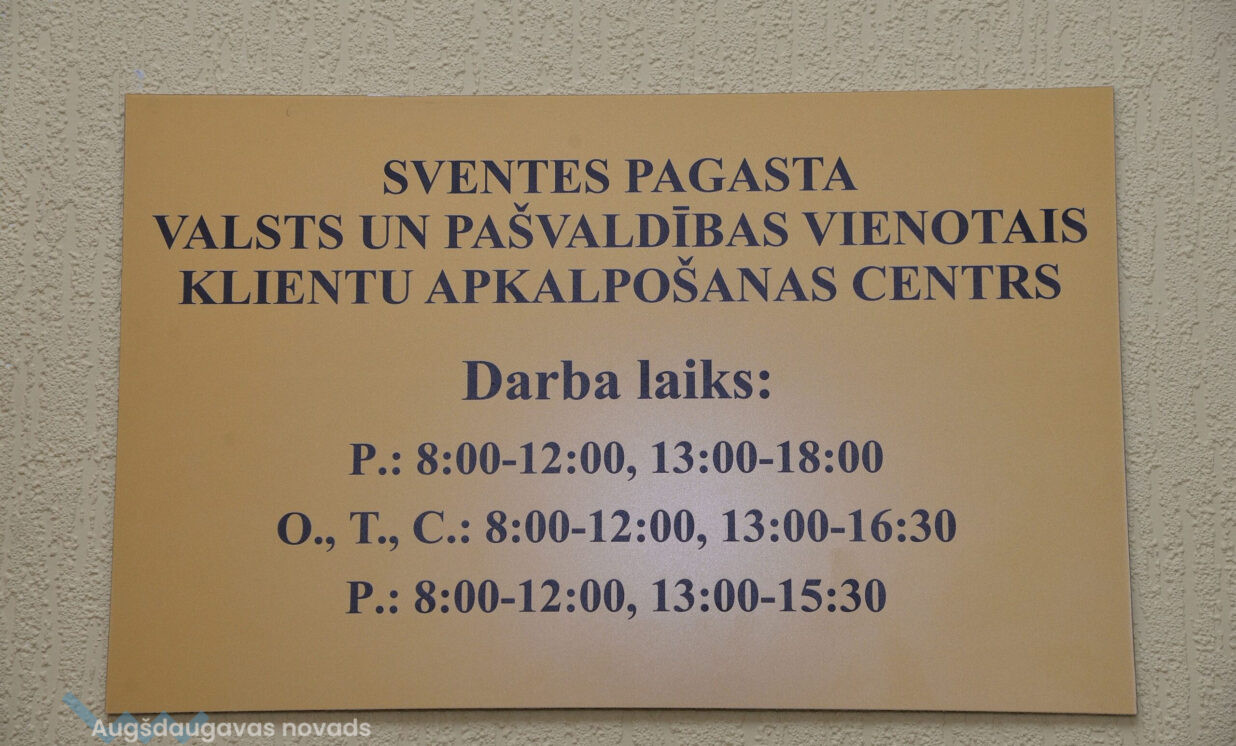 SVENTES PAGASTA
VALSTS UN PAŠVALDĪBAS VIENOTAIS
KLIENTU APKALPOŠANAS CENTRS
Darba laiks:
P.: 8:00-12:00, 13:00-18:00
O., T., C.: 8:00-12:00, 13:00-16:30
P.: 8:00-12:00, 13:00-15:30
Augšdaugavas novads